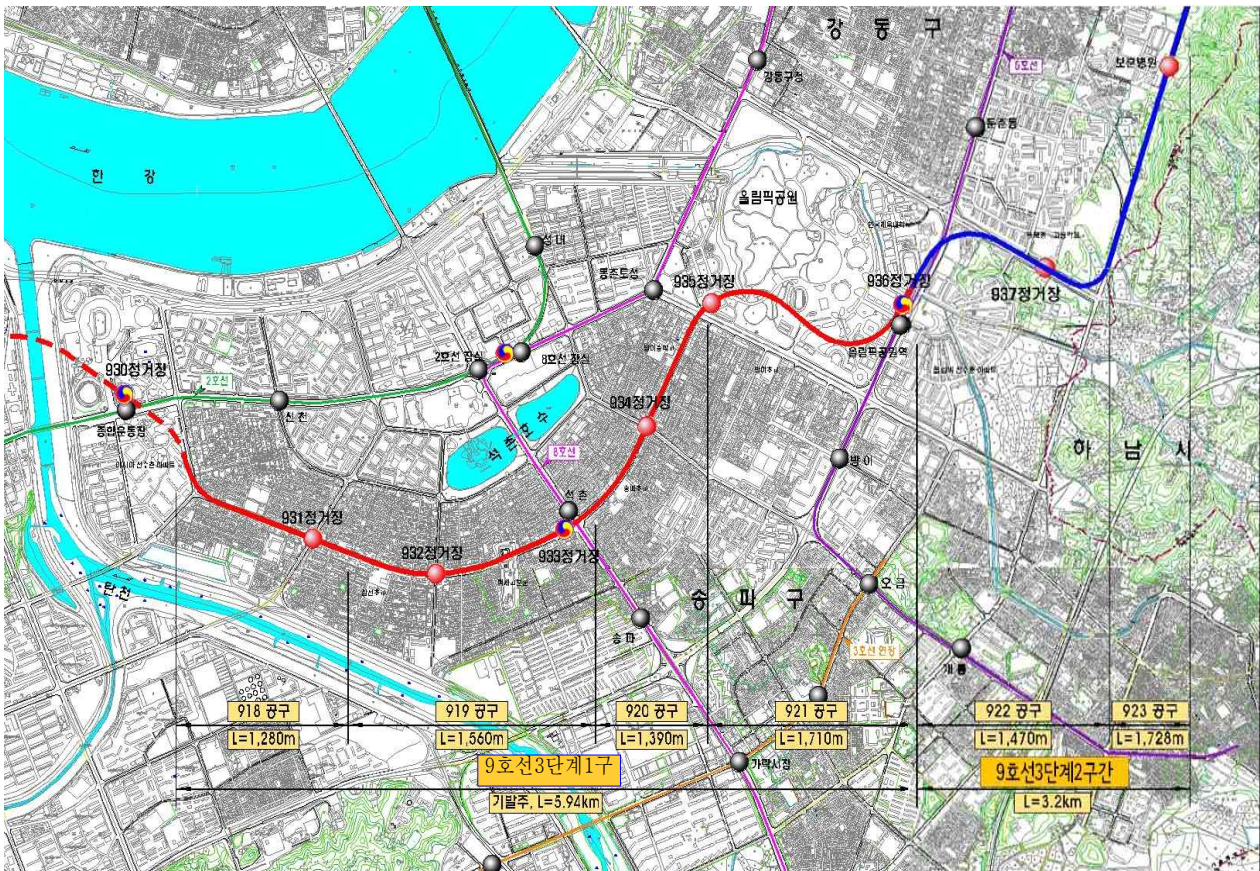 강 동 구
강동구청
5호선
보훈병원
둔촌동
한 강
올림픽공원
성내
몽촌토성
935정거장
936정거장
937정거장
올림픽공원역
930정거장
2호선
2호선 잠실
8호선 잠실
종합운동장
신천
석촌호수
934정거장
8호선
방이
하 남 시
석촌
931정거장
932정거장
933정거장
탄천
송 파 구
오금
송파
3호선 연장
개롱
918 공구
919 공구
920 공구
921 공구
922 공구
923 공구
L=1,280m
L=1,560m
L=1,390m
L=1,710m
L=1,470m
L=1,728m
9호선3단계1구
가락시장
9호선3단계2구간
기발주, L=5.94km
L=3.2km